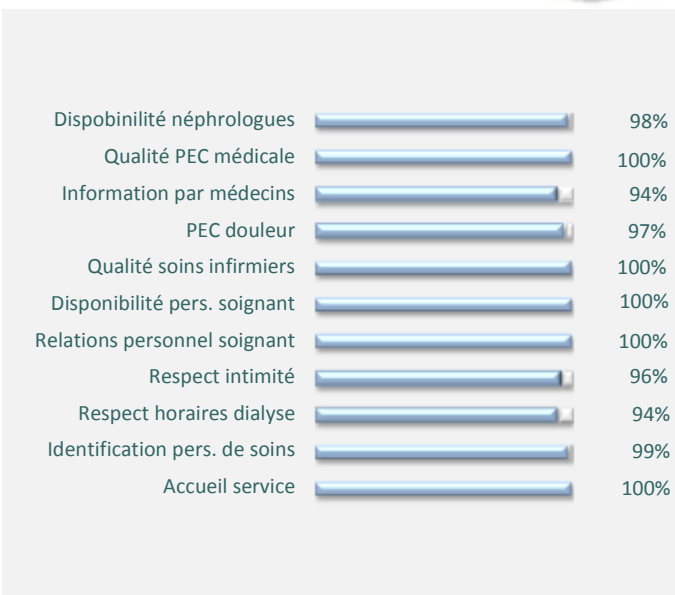 Dispobinilité néphrologues 98%
Qualité PEC médicale 100%
Information par médecins 94%
PEC douleur 97%
Qualité soins infirmiers 100%
Disponibilité pers. soignant 100%
Relations personnel soignant 100%
Respect intimité 96%
Respect horaires dialyse 94%
Identification pers. de soins 99%
Accueil service 100%